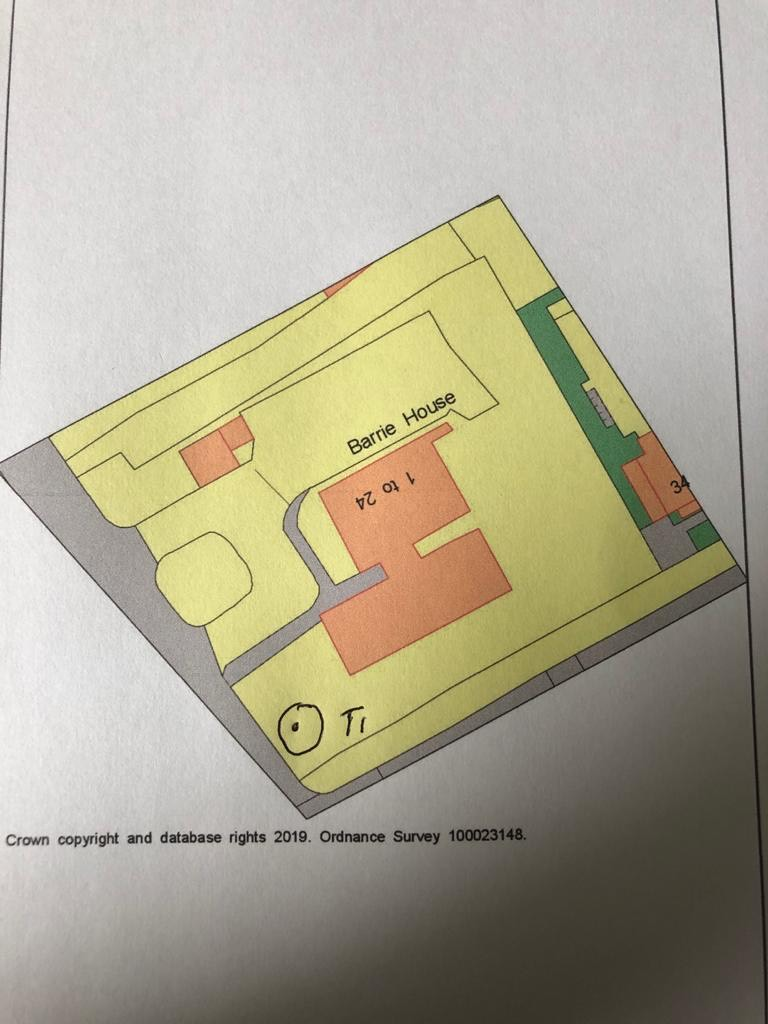 Barrie House
1 to 24
34
T1
Crown copyright and database rights 2019. Ordnance Survey 100023148.